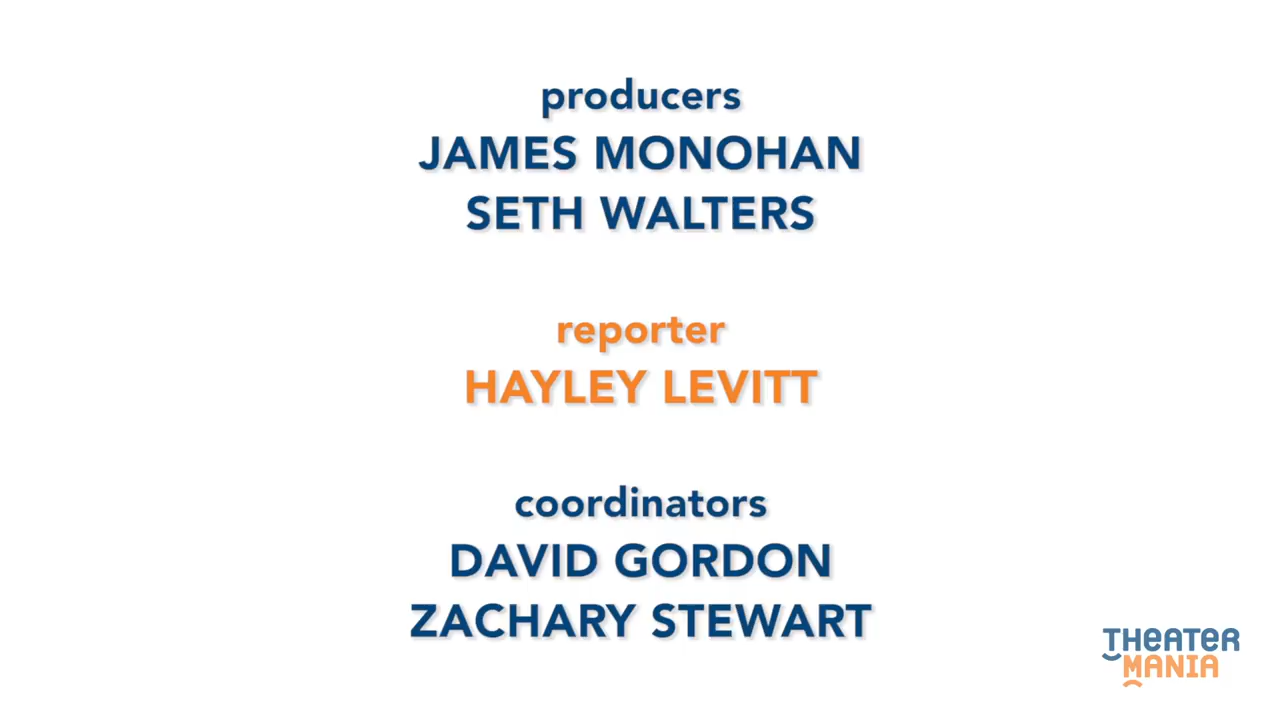 producers
JAMES MONOHAN
SETH WALTERS
reporter
HAYLEY LEVITT
coordinators
DAVID GORDON
ZACHARY STEWART
THEATER
MANIA